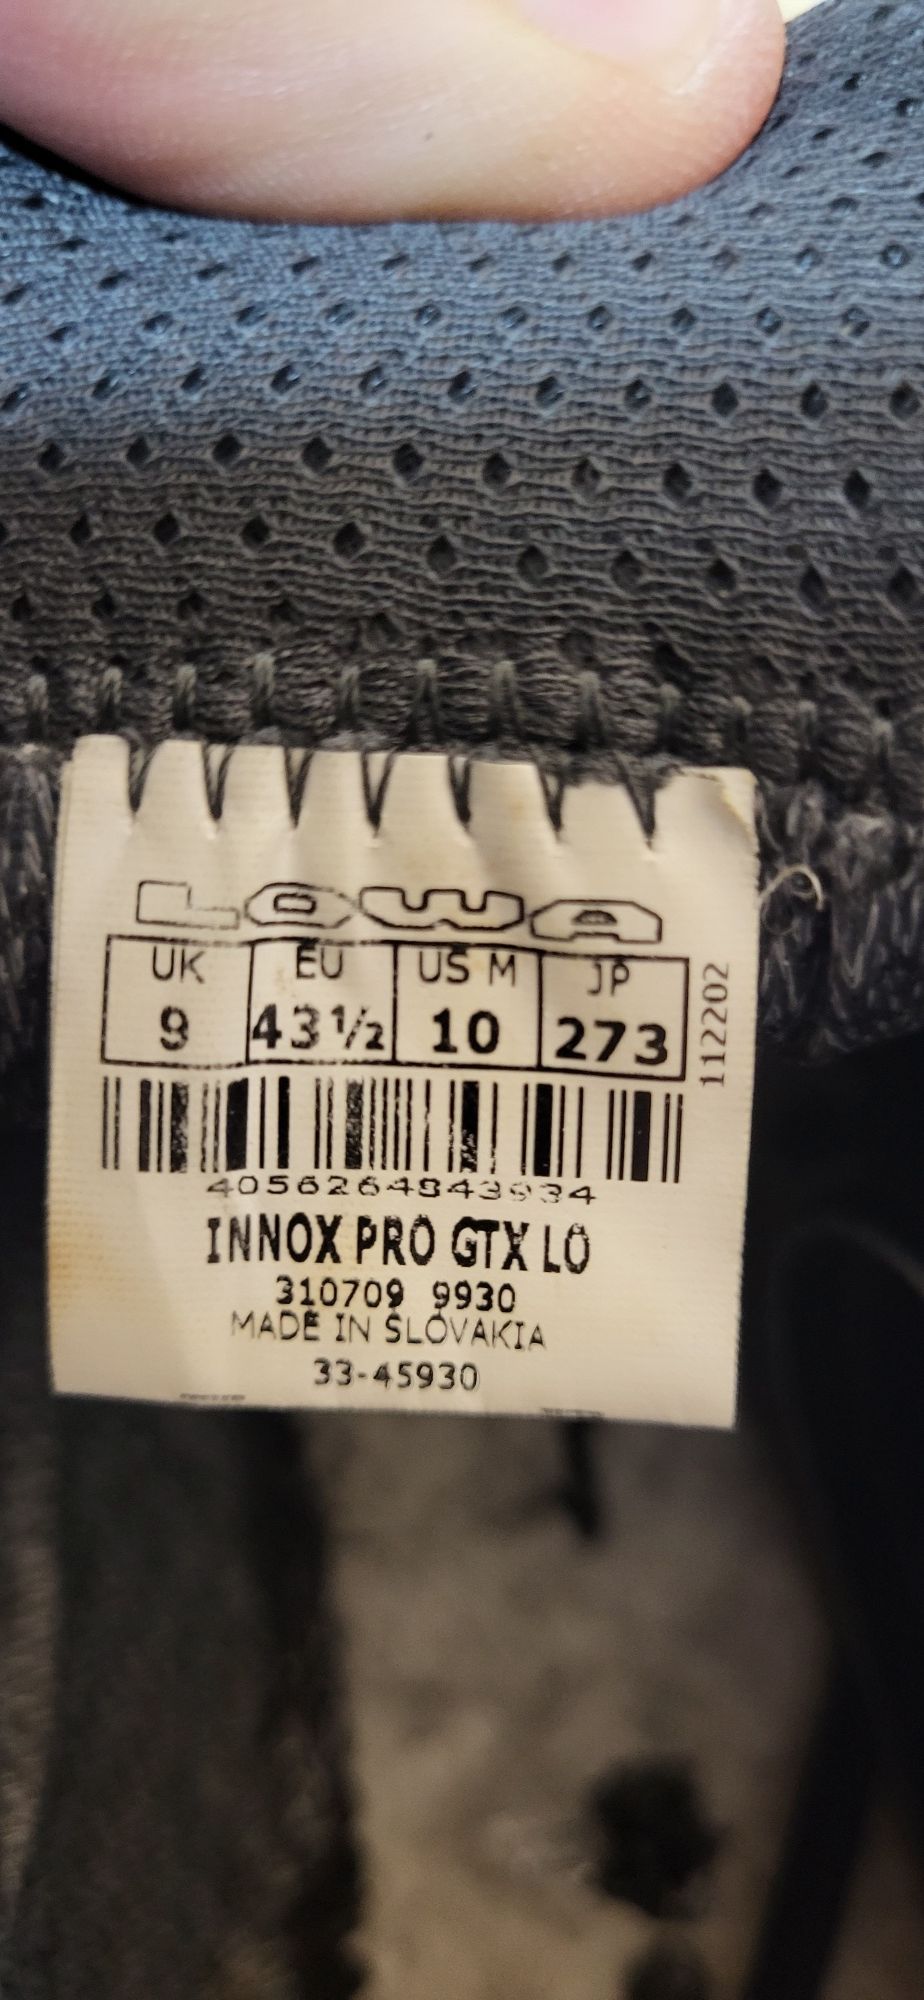 LOWA
UK EU US M JP
9 43½ 10 273
112202
4056264843934
INNOX PRO GTX LO
310709 9930
MADE IN SLOVAKIA
33-45930